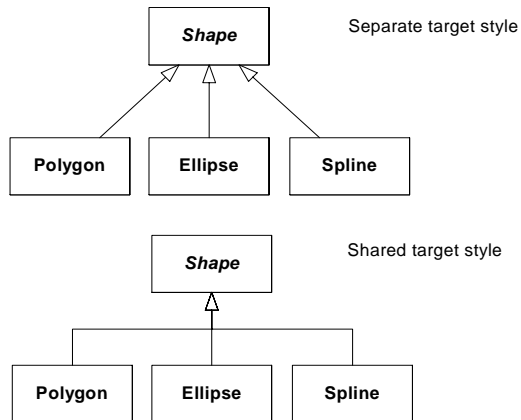 Shape
Separate target style
Polygon
Ellipse
Spline
Shape
Shared target style
Polygon
Ellipse
Spline